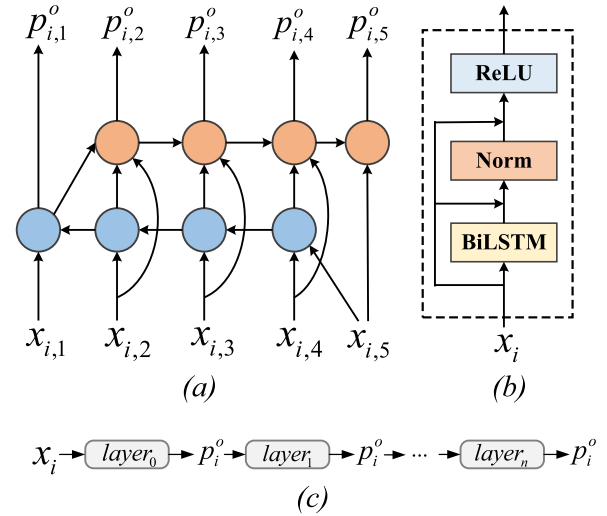 p^o_{i,1} p^o_{i,2} p^o_{i,3} p^o_{i,4} p^o_{i,5}
x_{i,1} x_{i,2} x_{i,3} x_{i,4} x_{i,5}
(a)
ReLU
Norm
BiLSTM
x_i
(b)
x_i layer_0 p^o_i layer_1 p^o_i ... layer_n p^o_i
(c)